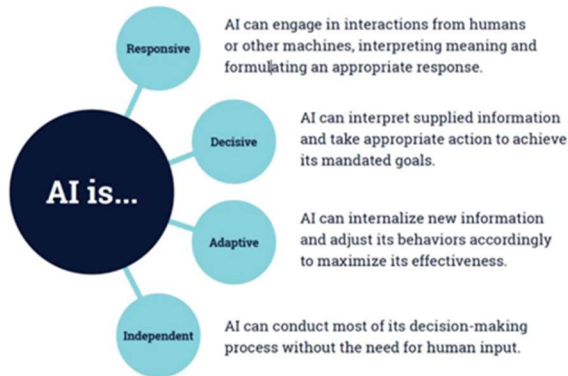 AI is...
Responsive
AI can engage in interactions from humans
or other machines, interpreting meaning and
formulating an appropriate response.
Decisive
AI can interpret supplied information
and take appropriate action to achieve
its mandated goals.
Adaptive
AI can internalize new information
and adjust its behaviors accordingly
to maximize its effectiveness.
Independent
AI can conduct most of its decision-making
process without the need for human input.